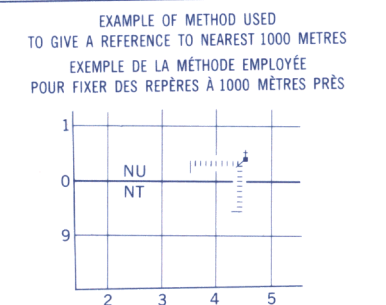 EXAMPLE OF METHOD USED
TO GIVE A REFERENCE TO NEAREST 1000 METRES
EXEMPLE DE LA MÉTHODE EMPLOYÉE
POUR FIXER DES REPÈRES À 1000 MÈTRES PRÈS
1
NU
0
NT
9
2 3 4 5